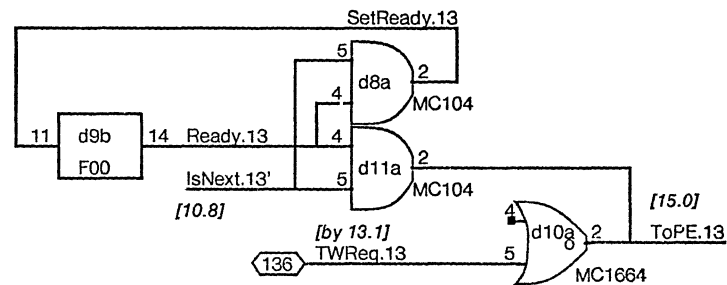 SetReady.13
5
2
d8a
4
MC104
11
d9b
14
Ready.13
4
F00
d11a
2
IsNext.13'
5
MC104
[10.8]
[15.0]
4
[by 13.1]
d10a
2
ToPE.13
136
TWReq.13
5
MC1664